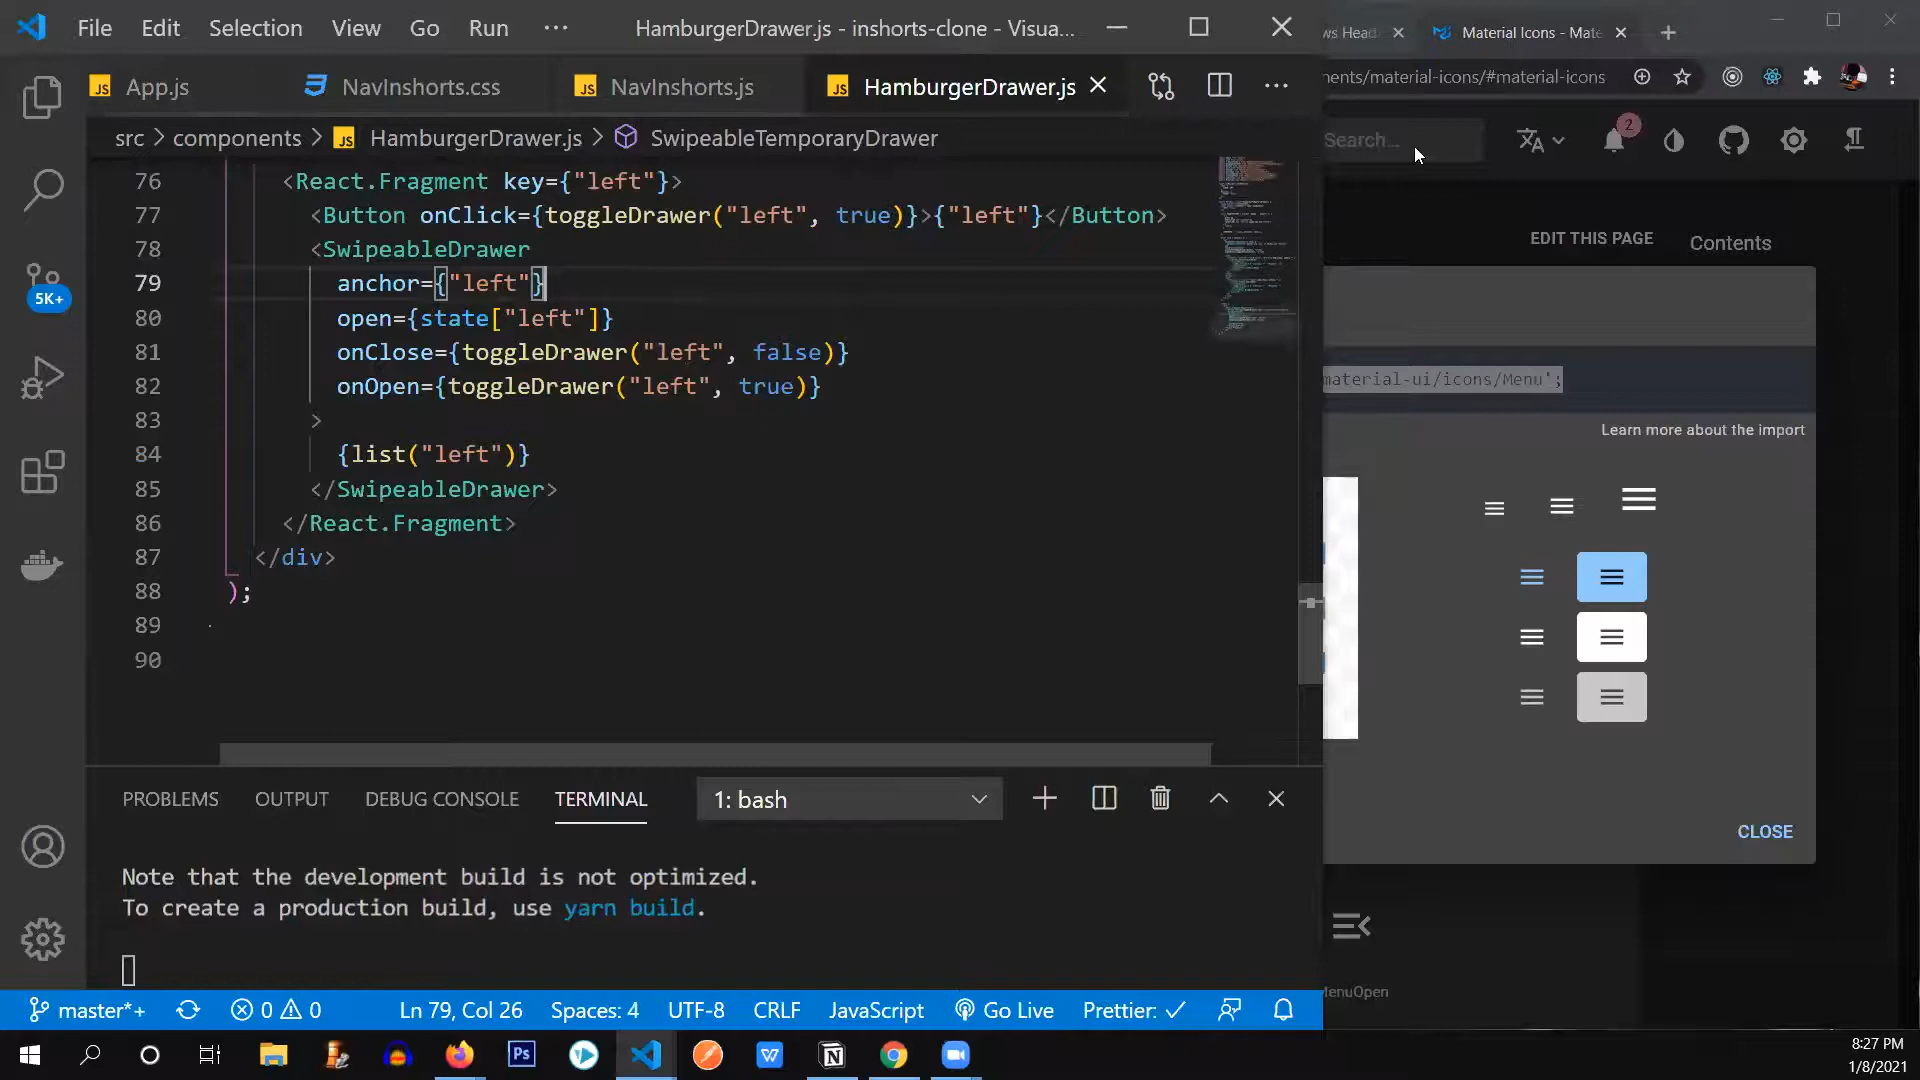 File Edit Selection View Go Run ··· HamburgerDrawer.js - inshorts-clone - Visua...
App.js NavInshorts.css NavInshorts.js HamburgerDrawer.js
src > components > HamburgerDrawer.js > SwipeableTemporaryDrawer
76 <React.Fragment key={"left"}>
77 <Button onClick={toggleDrawer("left", true)}>{"left"}</Button>
78 <SwipeableDrawer
79 anchor={"left"}
80 open={state["left"]}
81 onClose={toggleDrawer("left", false)}
82 onOpen={toggleDrawer("left", true)}
83 >
84 {list("left")}
85 </SwipeableDrawer>
86 </React.Fragment>
87 </div>
88 );
89
90
5K+
PROBLEMS OUTPUT DEBUG CONSOLE TERMINAL 1: bash
Note that the development build is not optimized.
To create a production build, use yarn build.
master*+ 0 0 Ln 79, Col 26 Spaces: 4 UTF-8 CRLF JavaScript Go Live Prettier: ✓
ws Head Material Icons - Mate
nents/material-icons/#material-icons
Search... 2
EDIT THIS PAGE Contents
material-ui/icons/Menu';
Learn more about the import
CLOSE
MenuOpen
Ps
8:27 PM
1/8/2021